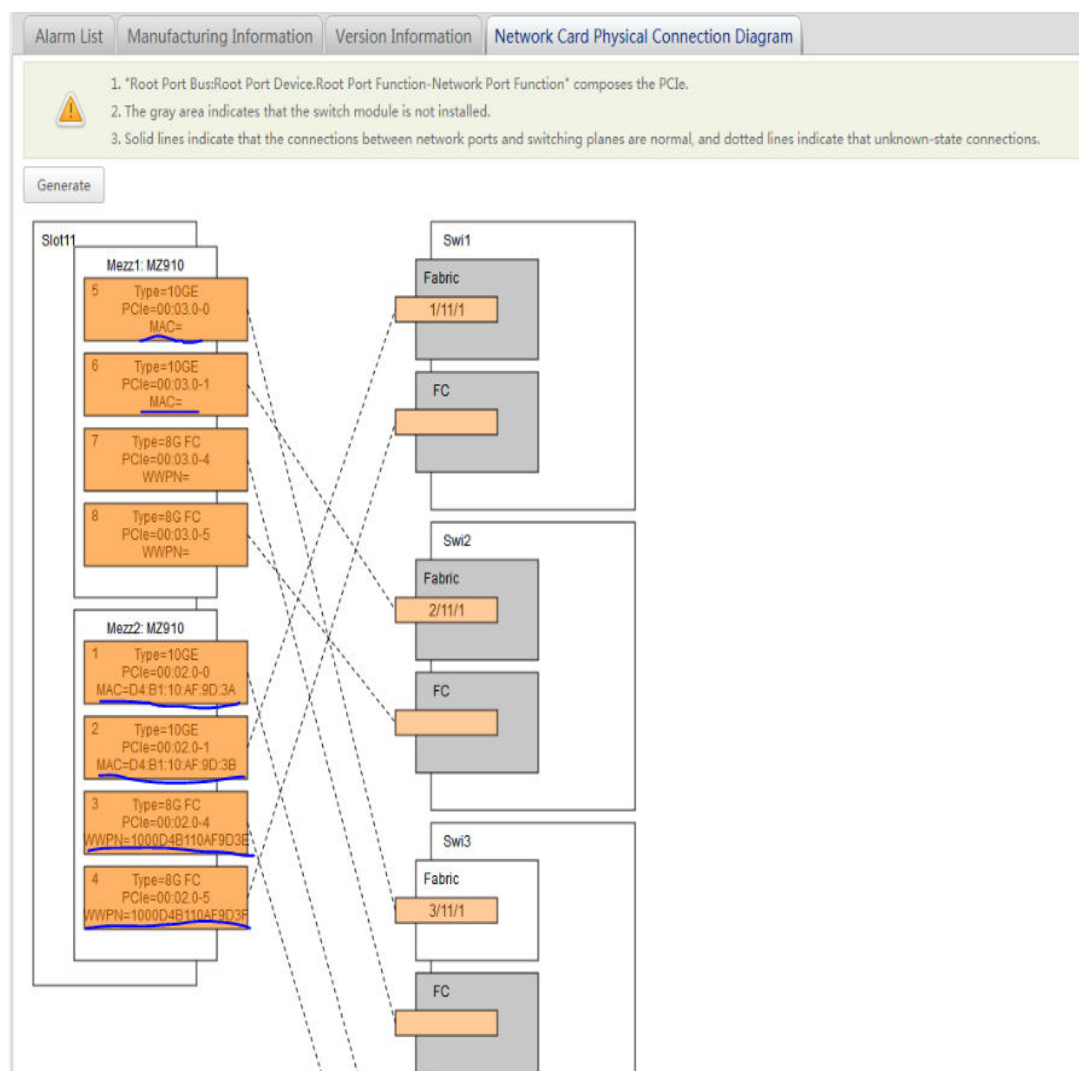 Alarm List Manufacturing Information Version Information Network Card Physical Connection Diagram
1. "Root Port Bus:Root Port Device.Root Port Function-Network Port Function" composes the PCIe.
2. The gray area indicates that the switch module is not installed.
3. Solid lines indicate that the connections between network ports and switching planes are normal, and dotted lines indicate that unknown-state connections.
Generate
Slot11
Mezz1: MZ910
5 Type=10GE
PCIe=00:03.0-0
MAC=
6 Type=10GE
PCIe=00:03.0-1
MAC=
7 Type=8G FC
PCIe=00:03.0-4
WWPN=
8 Type=8G FC
PCIe=00:03.0-5
WWPN=
Mezz2: MZ910
1 Type=10GE
PCIe=00:02.0-0
MAC=D4:B1:10:AF:9D:3A
2 Type=10GE
PCIe=00:02.0-1
MAC=D4:B1:10:AF:9D:3B
3 Type=8G FC
PCIe=00:02.0-4
WWPN=1000D4B110AF9D3E
4 Type=8G FC
PCIe=00:02.0-5
WWPN=1000D4B110AF9D3F
Swi1
Fabric
1/11/1
FC
Swi2
Fabric
2/11/1
FC
Swi3
Fabric
3/11/1
FC